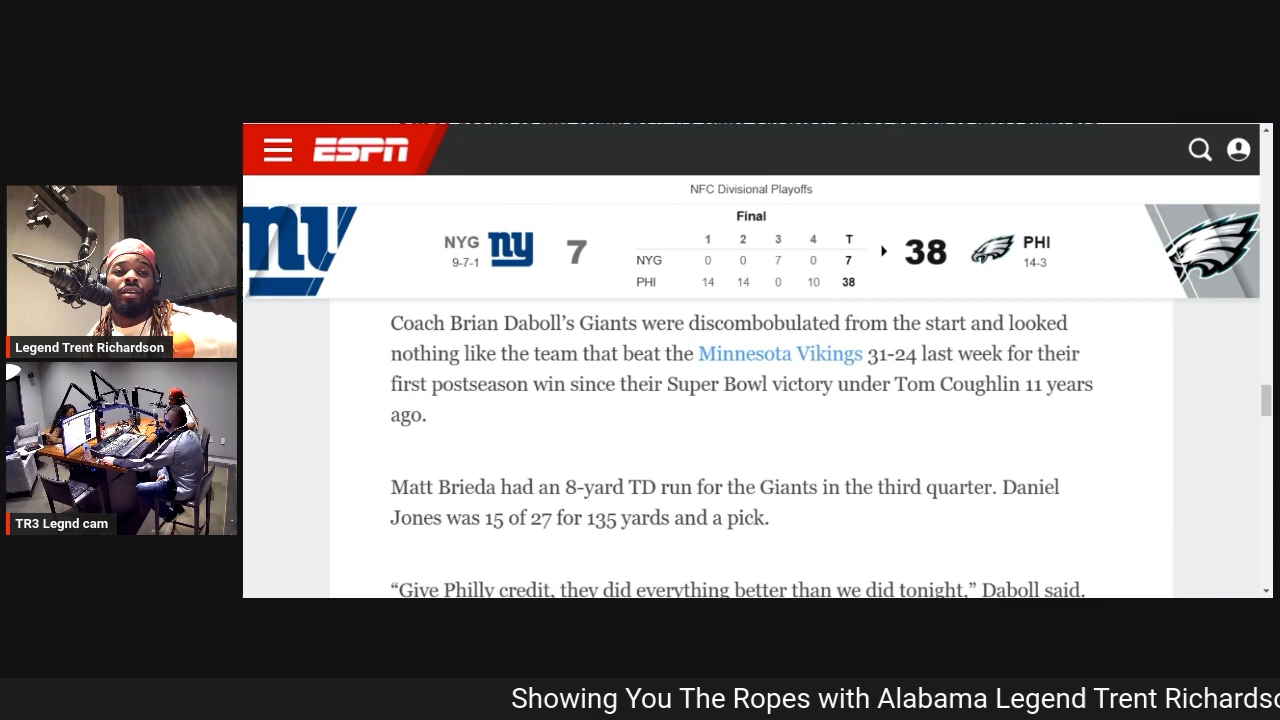 ESPN
NFC Divisional Playoffs
Final
NYG
9-7-1
ny
7
1 2 3 4 T
NYG 0 0 7 0 7
PHI 14 14 0 10 38
38
PHI
14-3
ny
Coach Brian Daboll’s Giants were discombobulated from the start and looked
nothing like the team that beat the Minnesota Vikings 31-24 last week for their
first postseason win since their Super Bowl victory under Tom Coughlin 11 years
ago.
Matt Brieda had an 8-yard TD run for the Giants in the third quarter. Daniel
Jones was 15 of 27 for 135 yards and a pick.
“Give Philly credit, they did everything better than we did tonight,” Daboll said.
Legend Trent Richardson
TR3 Legnd cam
Showing You The Ropes with Alabama Legend Trent Richards